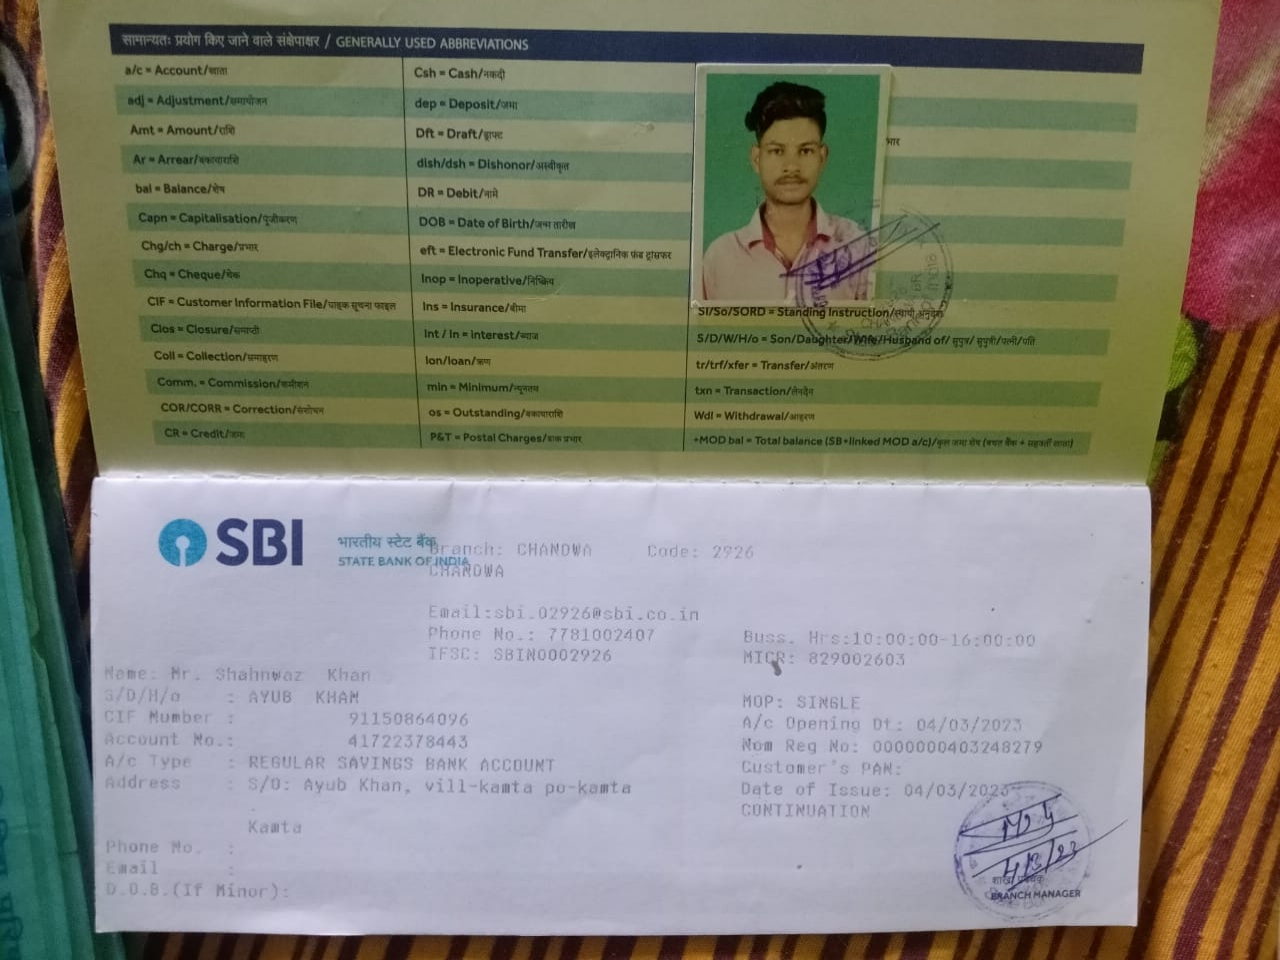 सामान्यतः प्रयोग किए जाने वाले संक्षेपाक्षर / GENERALLY USED ABBREVIATIONS
a/c = Account/खाता
adj = Adjustment/समायोजन
Amt = Amount/राशि
Ar = Arrear/बकायाराशि
bal = Balance/शेष
Capn = Capitalisation/पूंजीकरण
Chg/ch = Charge/प्रभार
Chq = Cheque/चेक
CIF = Customer Information File/ग्राहक सूचना फाइल
Clos = Closure/समाप्ती
Coll = Collection/समाहरण
Comm. = Commission/कमीशन
COR/CORR = Correction/संशोधन
CR = Credit/जमा
Csh = Cash/नकदी
dep = Deposit/जमा
Dft = Draft/ड्राफ्ट
dish/dsh = Dishonor/अस्वीकृत
DR = Debit/नामे
DOB = Date of Birth/जन्म तारीख
eft = Electronic Fund Transfer/इलेक्ट्रानिक फंड ट्रांसफर
Inop = Inoperative/निष्क्रिय
Ins = Insurance/बीमा
Int / In = interest/ब्याज
lon/loan/ऋण
min = Minimum/न्यूनतम
os = Outstanding/बकायाराशि
P&T = Postal Charges/डाक प्रभार
भार
SI/So/SORD = Standing Instruction/स्थायी अनुदेश
S/D/W/H/o = Son/Daughter/Wife/Husband of/ सुपुत्र/ सुपुत्री/पत्नी/पति
tr/trf/xfer = Transfer/अंतरण
txn = Transaction/लेनदेन
Wdl = Withdrawal/आहरण
+MOD bal = Total balance (SB+linked MOD a/c)/कुल जमा शेष (बचत बैंक + सहवर्ती खाता)
SBI
भारतीय स्टेट बैंक
STATE BANK OF INDIA
Branch: CHANDWA Code: 2926
CHANDWA
Email:sbi.02926@sbi.co.in
Phone No.: 7781002407
IFSC: SBIN0002926
Buss. Hrs:10:00:00-16:00:00
MICR: 829002603
Name: Mr. Shahnwaz Khan
S/D/H/o : AYUB KHAM
CIF Number : 91150864096
Account No.: 41722378443
A/c Type : REGULAR SAVINGS BANK ACCOUNT
Address : S/O: Ayub Khan, vill-kamta po-kamta
.
Kamta
Phone No. :
Email :
D.O.B.(If Minor):
MOP: SINGLE
A/c Opening Dt: 04/03/2023
Nom Reg No: 0000000403248279
Customer's PAN:
Date of Issue: 04/03/2023
CONTINUATION
4/3/23
BRANCH MANAGER